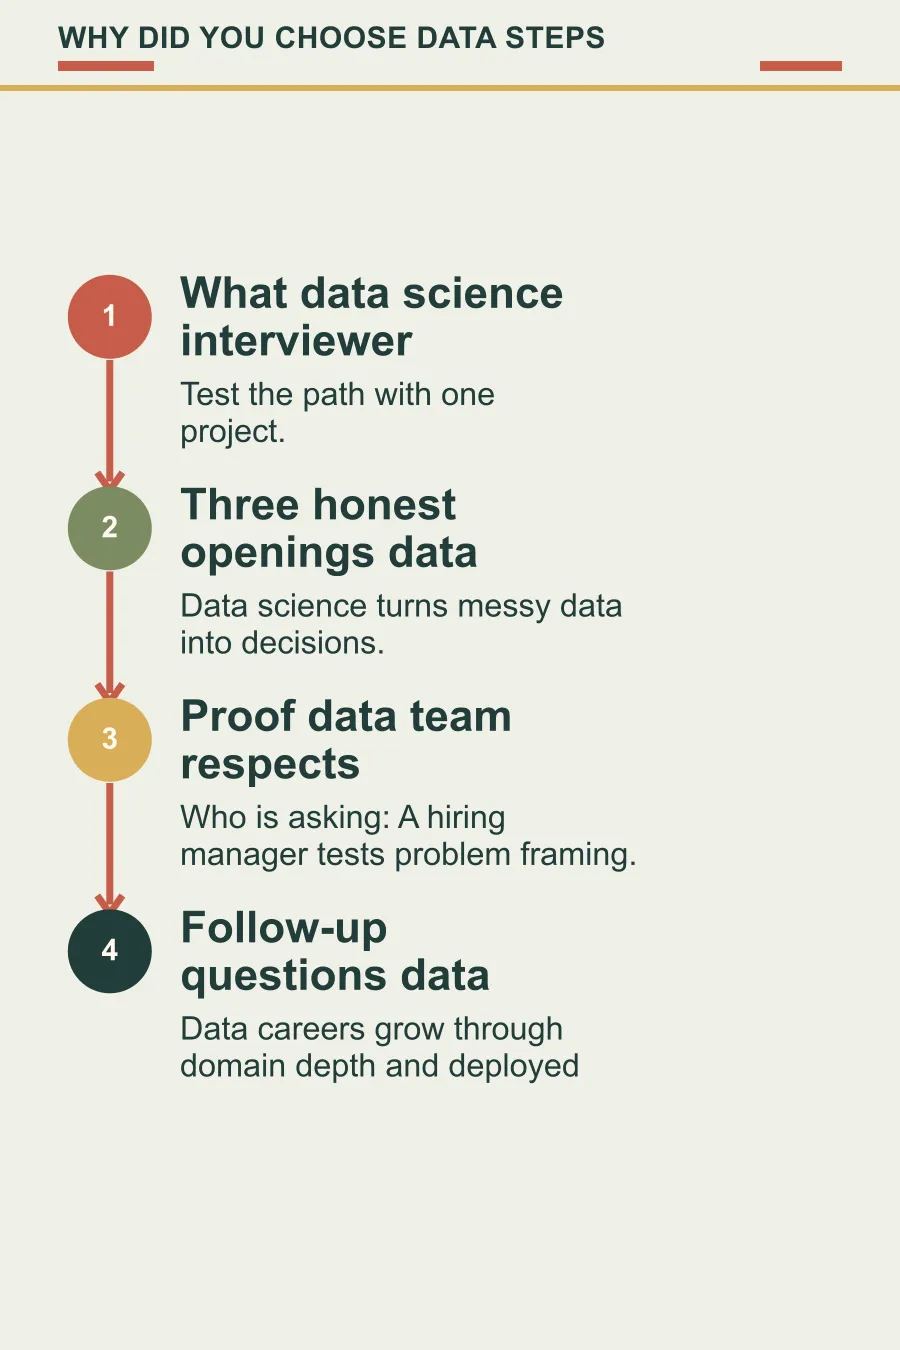 WHY DID YOU CHOOSE DATA STEPS
1
What data science
interviewer
Test the path with one
project.
2
Three honest
openings data
Data science turns messy data
into decisions.
3
Proof data team
respects
Who is asking: A hiring
manager tests problem framing.
4
Follow-up
questions data
Data careers grow through
domain depth and deployed